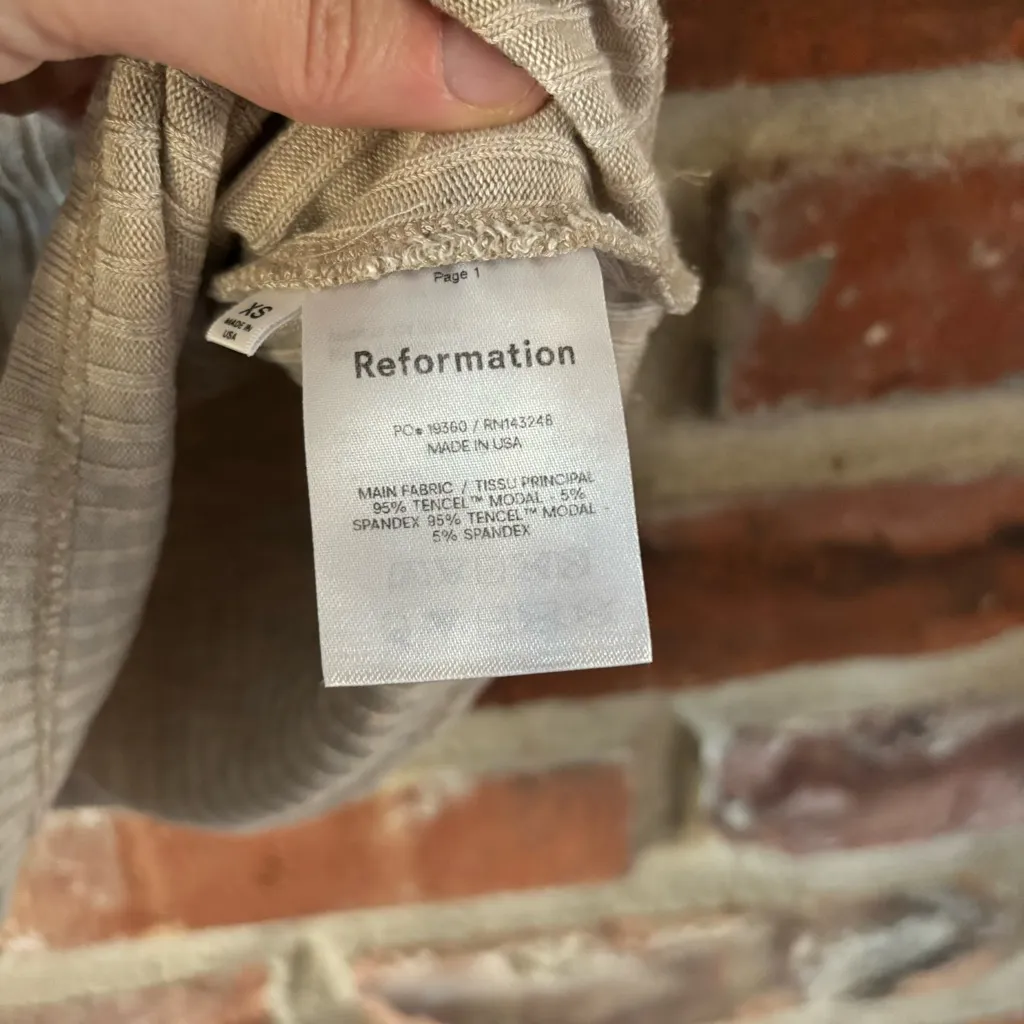 Page 1
XS
MADE IN
USA
Reformation
PC# 19360 / RN143248
MADE IN USA
MAIN FABRIC / TISSU PRINCIPAL
95% TENCEL™ MODAL - 5%
SPANDEX 95% TENCEL™ MODAL -
5% SPANDEX